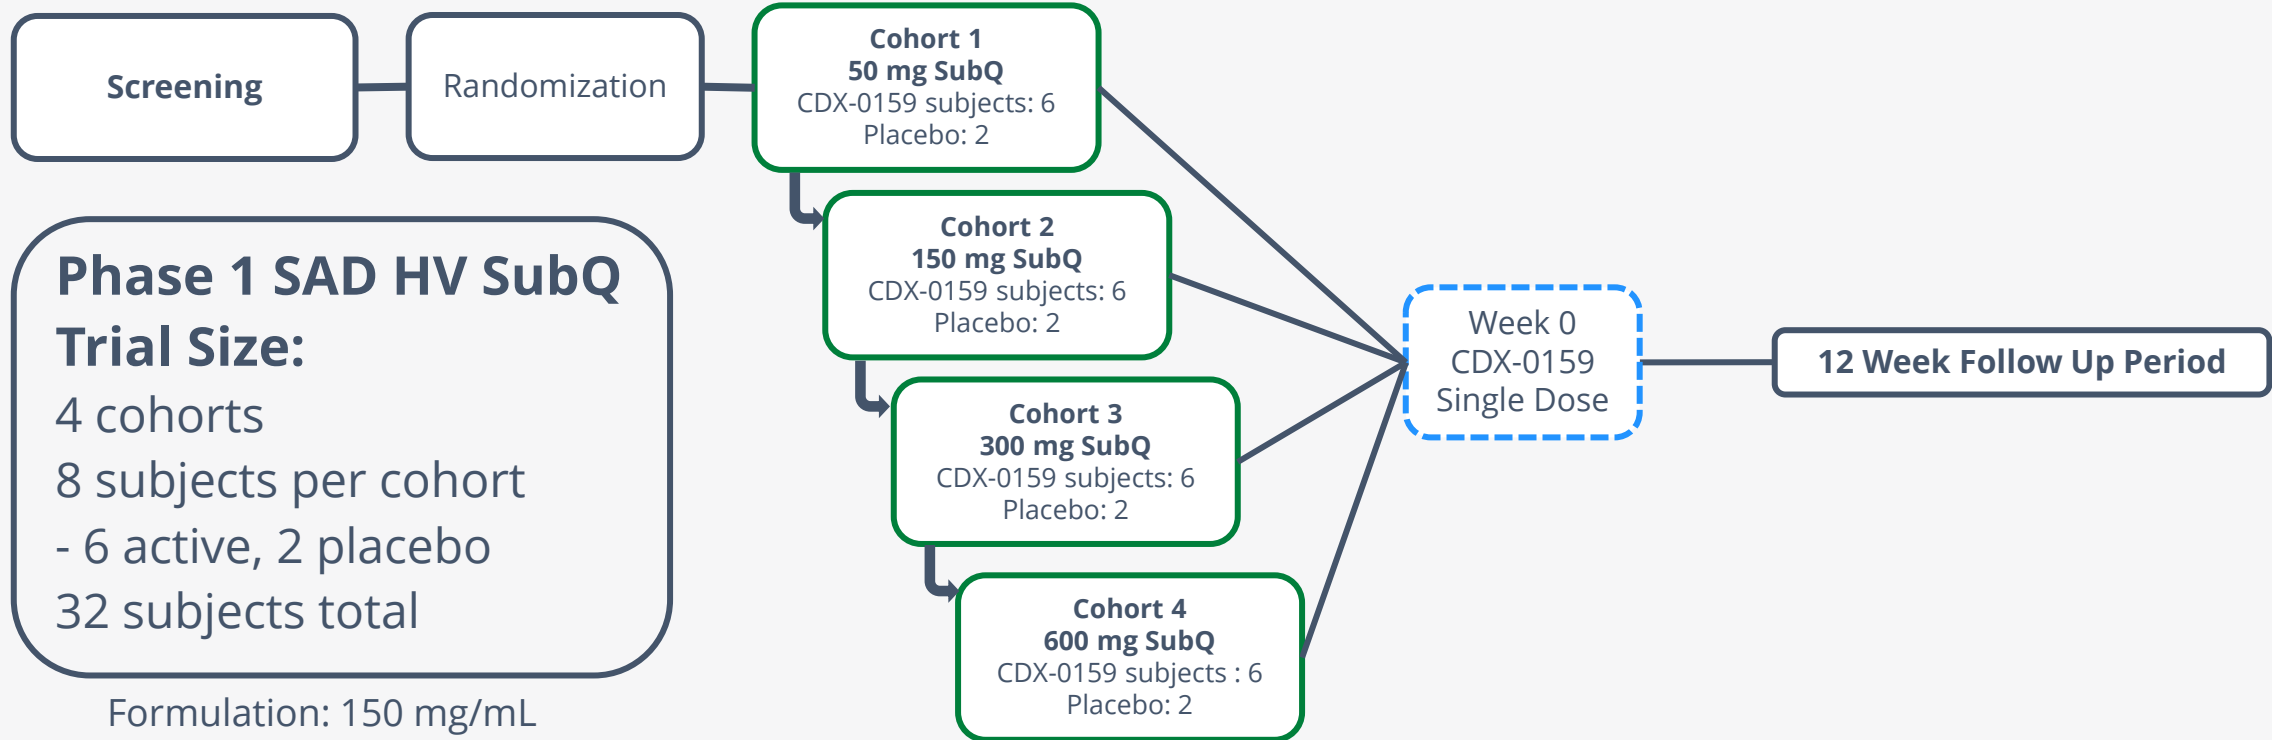 Screening
Randomization
Cohort 1
50 mg SubQ
CDX-0159 subjects: 6
Placebo: 2
Cohort 2
150 mg SubQ
CDX-0159 subjects: 6
Placebo: 2
Cohort 3
300 mg SubQ
CDX-0159 subjects: 6
Placebo: 2
Cohort 4
600 mg SubQ
CDX-0159 subjects : 6
Placebo: 2
Week 0
CDX-0159
Single Dose
12 Week Follow Up Period
Phase 1 SAD HV SubQ
Trial Size:
4 cohorts
8 subjects per cohort
- 6 active, 2 placebo
32 subjects total
Formulation: 150 mg/mL